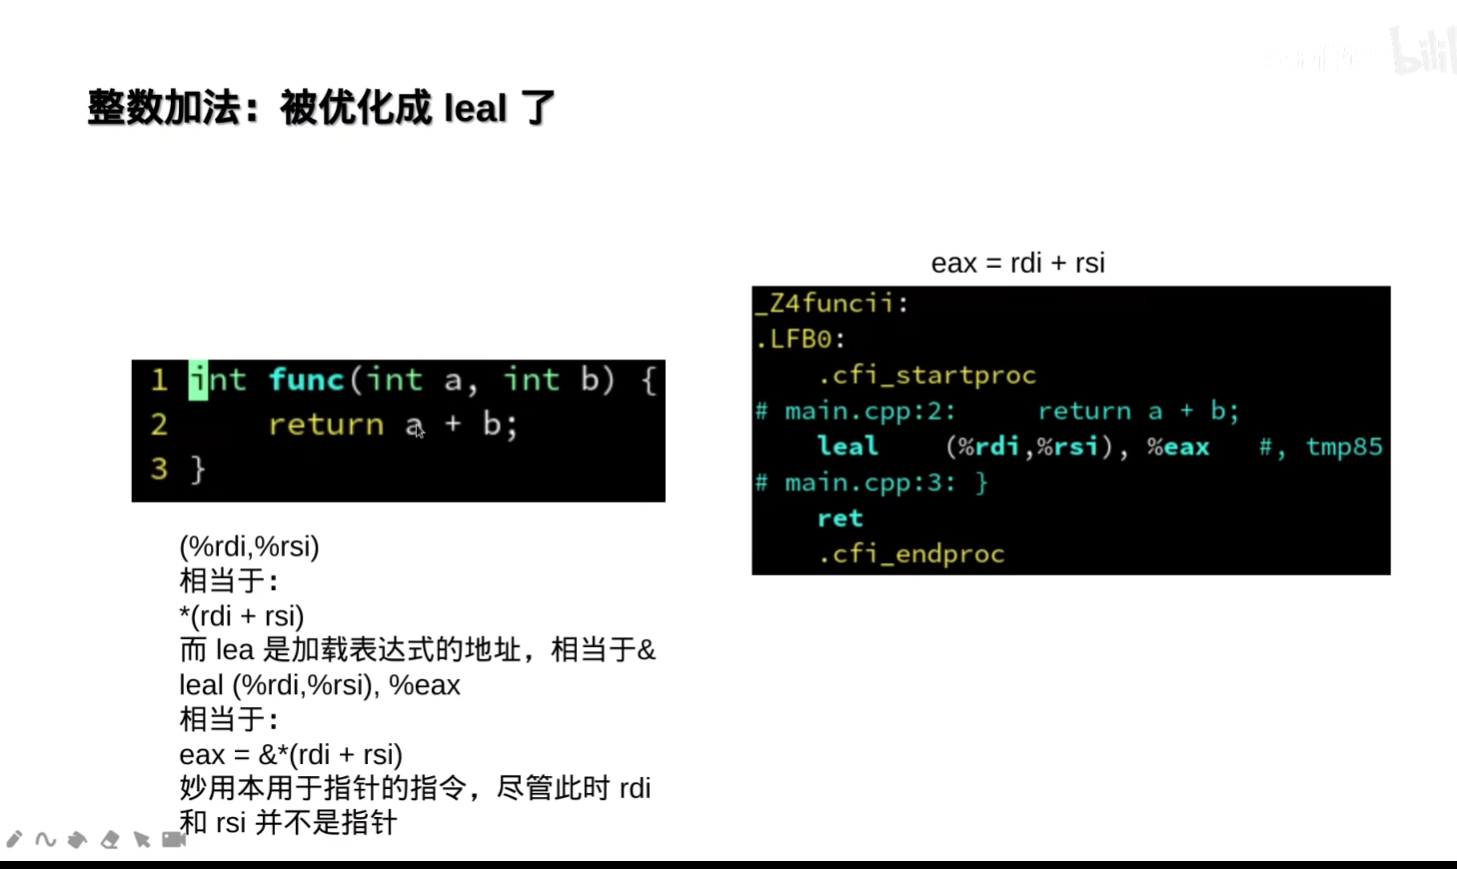 整数加法：被优化成 leal 了
eax = rdi + rsi
1 int func(int a, int b) {
2     return a + b;
3 }
_Z4funcii:
.LFB0:
    .cfi_startproc
# main.cpp:2:     return a + b;
    leal    (%rdi,%rsi), %eax   #, tmp85
# main.cpp:3: }
    ret
    .cfi_endproc
(%rdi,%rsi)
相当于：
*(rdi + rsi)
而 lea 是加载表达式的地址，相当于&
leal (%rdi,%rsi), %eax
相当于：
eax = &*(rdi + rsi)
妙用本用于指针的指令，尽管此时 rdi
和 rsi 并不是指针